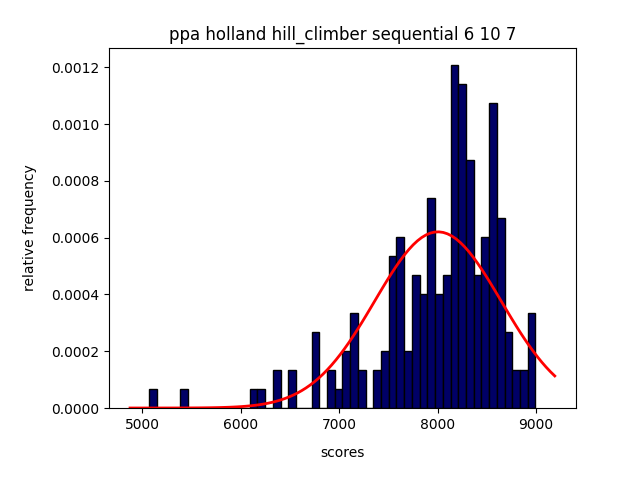 ppa holland hill_climber sequential 6 10 7
relative frequency
0.0012
0.0010
0.0008
0.0006
0.0004
0.0002
0.0000
5000 6000 7000 8000 9000
scores